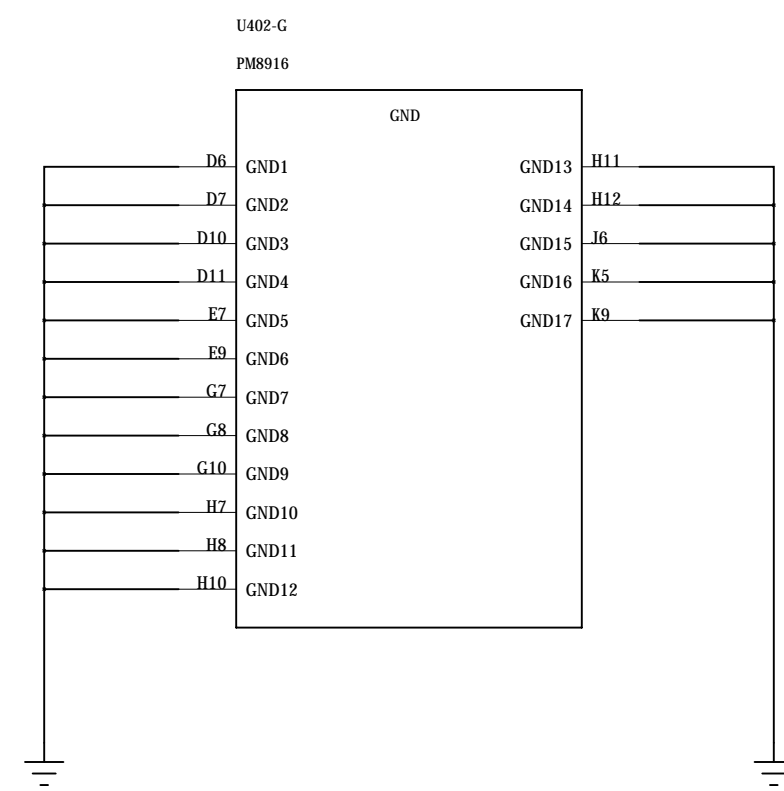 U402-G
PM8916
GND
D6 GND1 GND13 H11
D7 GND2 GND14 H12
D10 GND3 GND15 J6
D11 GND4 GND16 K5
E7 GND5 GND17 K9
E9 GND6
G7 GND7
G8 GND8
G10 GND9
H7 GND10
H8 GND11
H10 GND12